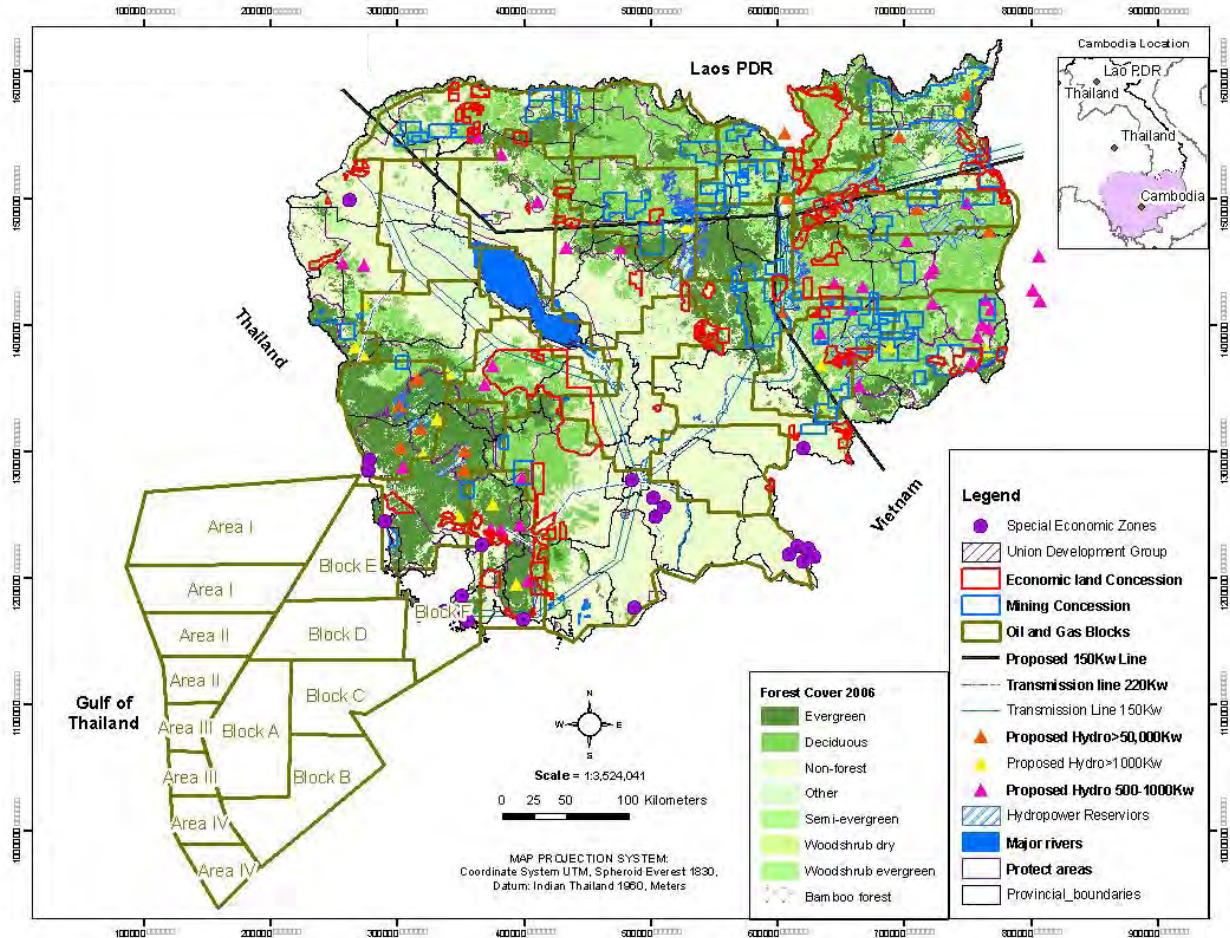 Cambodia Location
Lao PDR
Thailand
Thailand
Cambodia
Laos PDR
Thailand
Vietnam
Gulf of
Thailand
Area I
Area I
Area II
Area II
Area III
Area III
Area IV
Area IV
Block E
Block F
Block D
Block C
Block A
Block B
N
W
E
S
Scale = 1:3,524,041
0 25 50 100 Kilometers
MAP PROJECTION SYSTEM:
Coordinate System UTM, Spheroid Everest 1830,
Datum: Indian Thailand 1960, Meters
Forest Cover 2006
Evergreen
Deciduous
Non-forest
Other
Semi-evergreen
Woodshrub dry
Woodshrub evergreen
Bamboo forest
Legend
Special Economic Zones
Union Development Group
Economic land Concession
Mining Concession
Oil and Gas Blocks
Proposed 150Kw Line
Transmission line 220Kw
Transmission Line 150Kw
Proposed Hydro>50,000Kw
Proposed Hydro>1000Kw
Proposed Hydro 500-1000Kw
Hydropower Reserviors
Major rivers
Protect areas
Provincial_boundaries